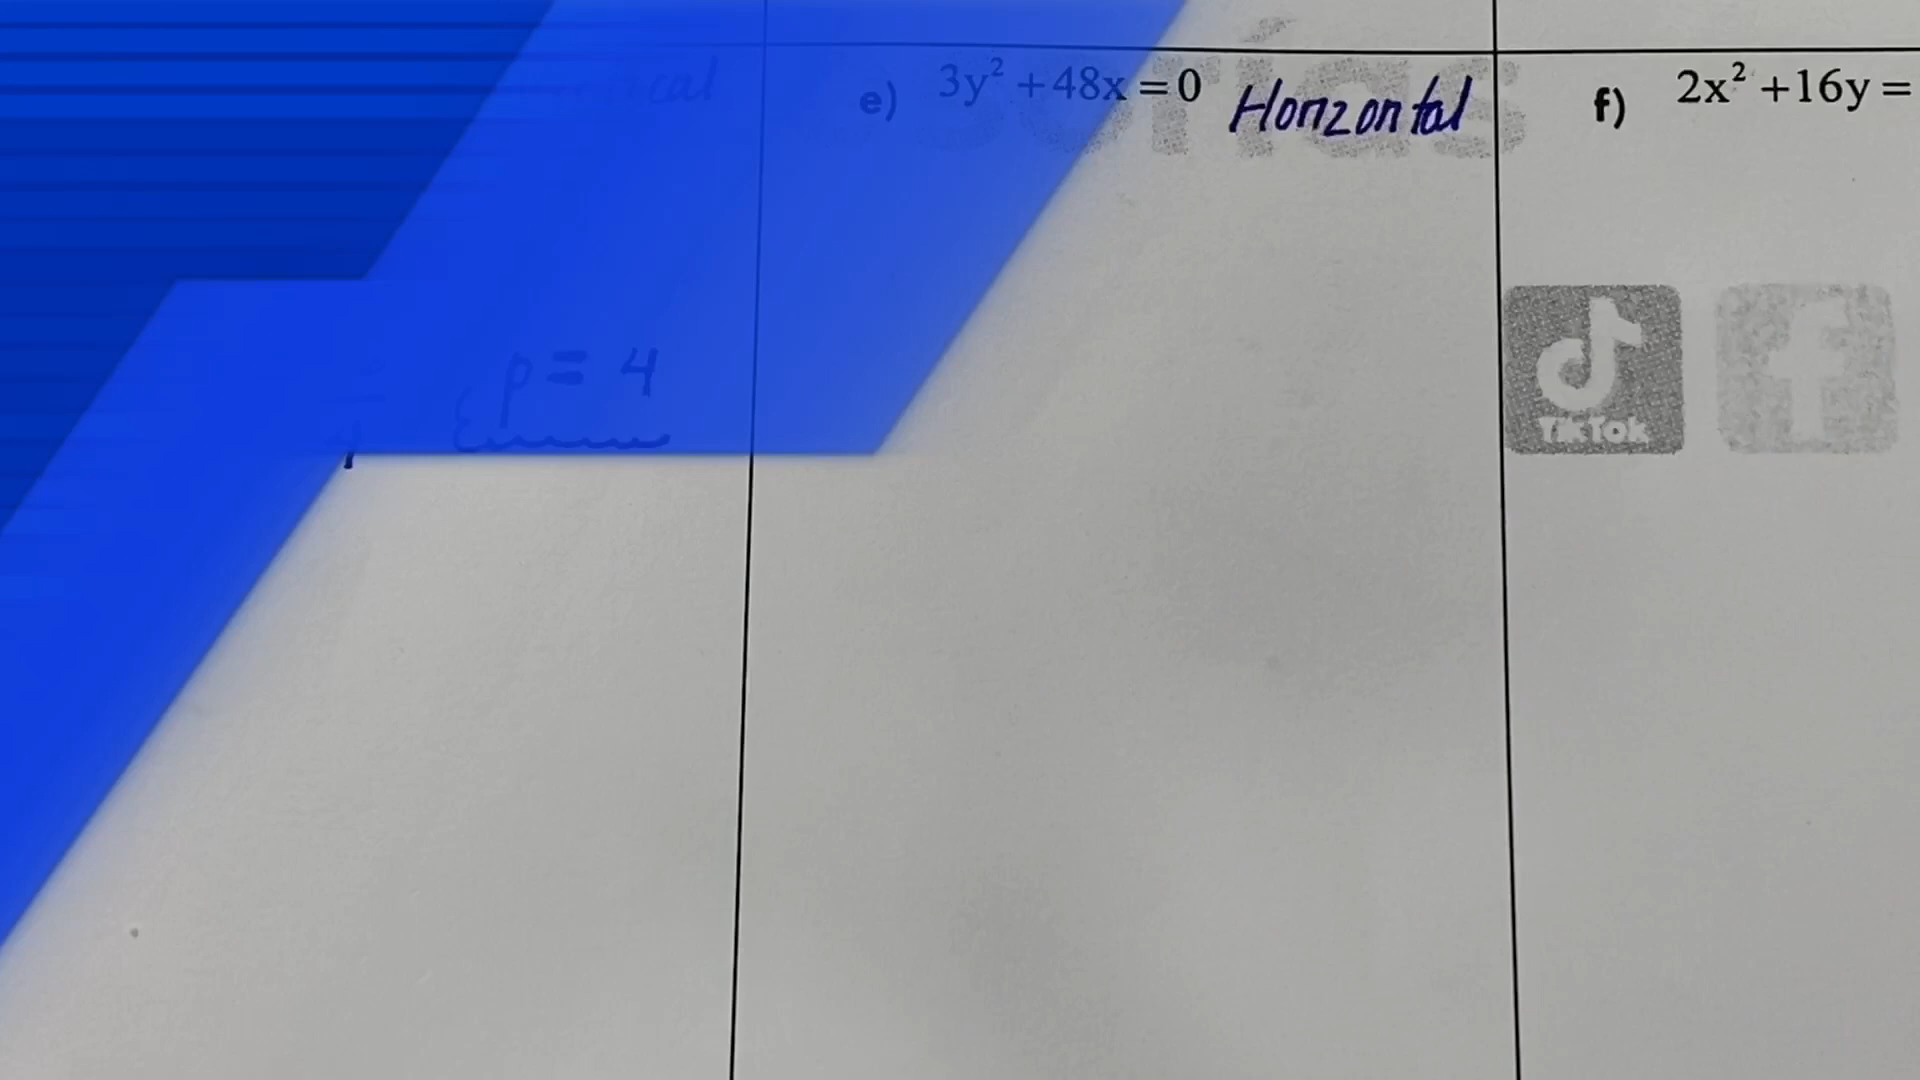 e) 3y² + 48x = 0 Horizontal
f) 2x² + 16y =
p = 4
TikTok